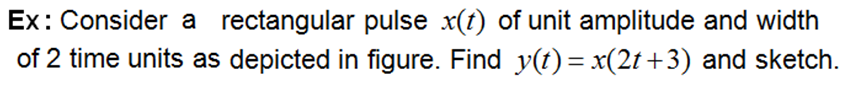 Ex: Consider a rectangular pulse x(t) of unit amplitude and width
of 2 time units as depicted in figure. Find y(t) = x(2t+3) and sketch.